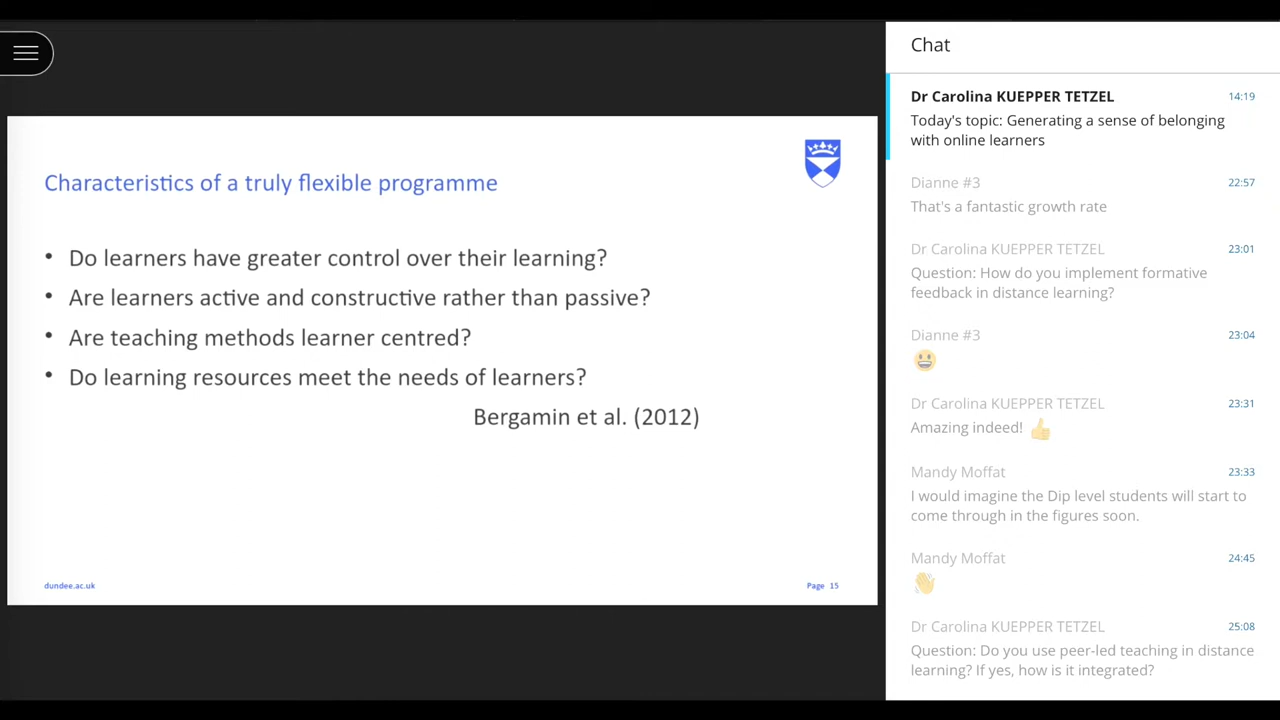 Characteristics of a truly flexible programme
• Do learners have greater control over their learning?
• Are learners active and constructive rather than passive?
• Are teaching methods learner centred?
• Do learning resources meet the needs of learners?
Bergamin et al. (2012)
dundee.ac.uk
Page 15
Chat
Dr Carolina KUEPPER TETZEL 14:19
Today's topic: Generating a sense of belonging
with online learners
Dianne #3 22:57
That's a fantastic growth rate
Dr Carolina KUEPPER TETZEL 23:01
Question: How do you implement formative
feedback in distance learning?
Dianne #3 23:04
Dr Carolina KUEPPER TETZEL 23:31
Amazing indeed!
Mandy Moffat 23:33
I would imagine the Dip level students will start to
come through in the figures soon.
Mandy Moffat 24:45
Dr Carolina KUEPPER TETZEL 25:08
Question: Do you use peer-led teaching in distance
learning? If yes, how is it integrated?